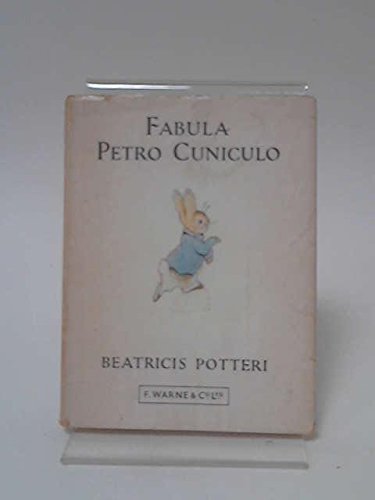 FABULA
PETRO CUNICULO
BEATRICIS POTTERI
F. WARNE & Co LTD